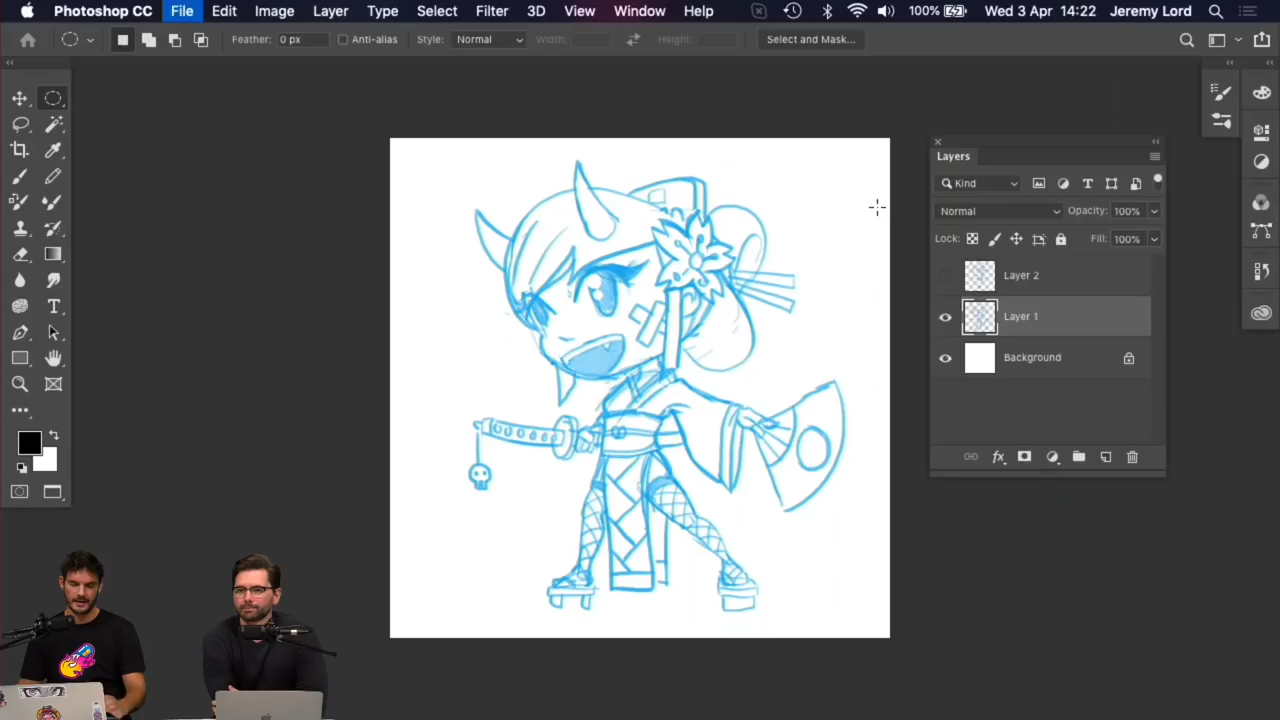 Photoshop CC File Edit Image Layer Type Select Filter 3D View Window Help 100% Wed 3 Apr 14:22 Jeremy Lord
Feather: 0 px Anti-alias Style: Normal Width: Height: Select and Mask...
Layers
Kind
Normal Opacity: 100%
Lock: Fill: 100%
Layer 2
Layer 1
Background
fx